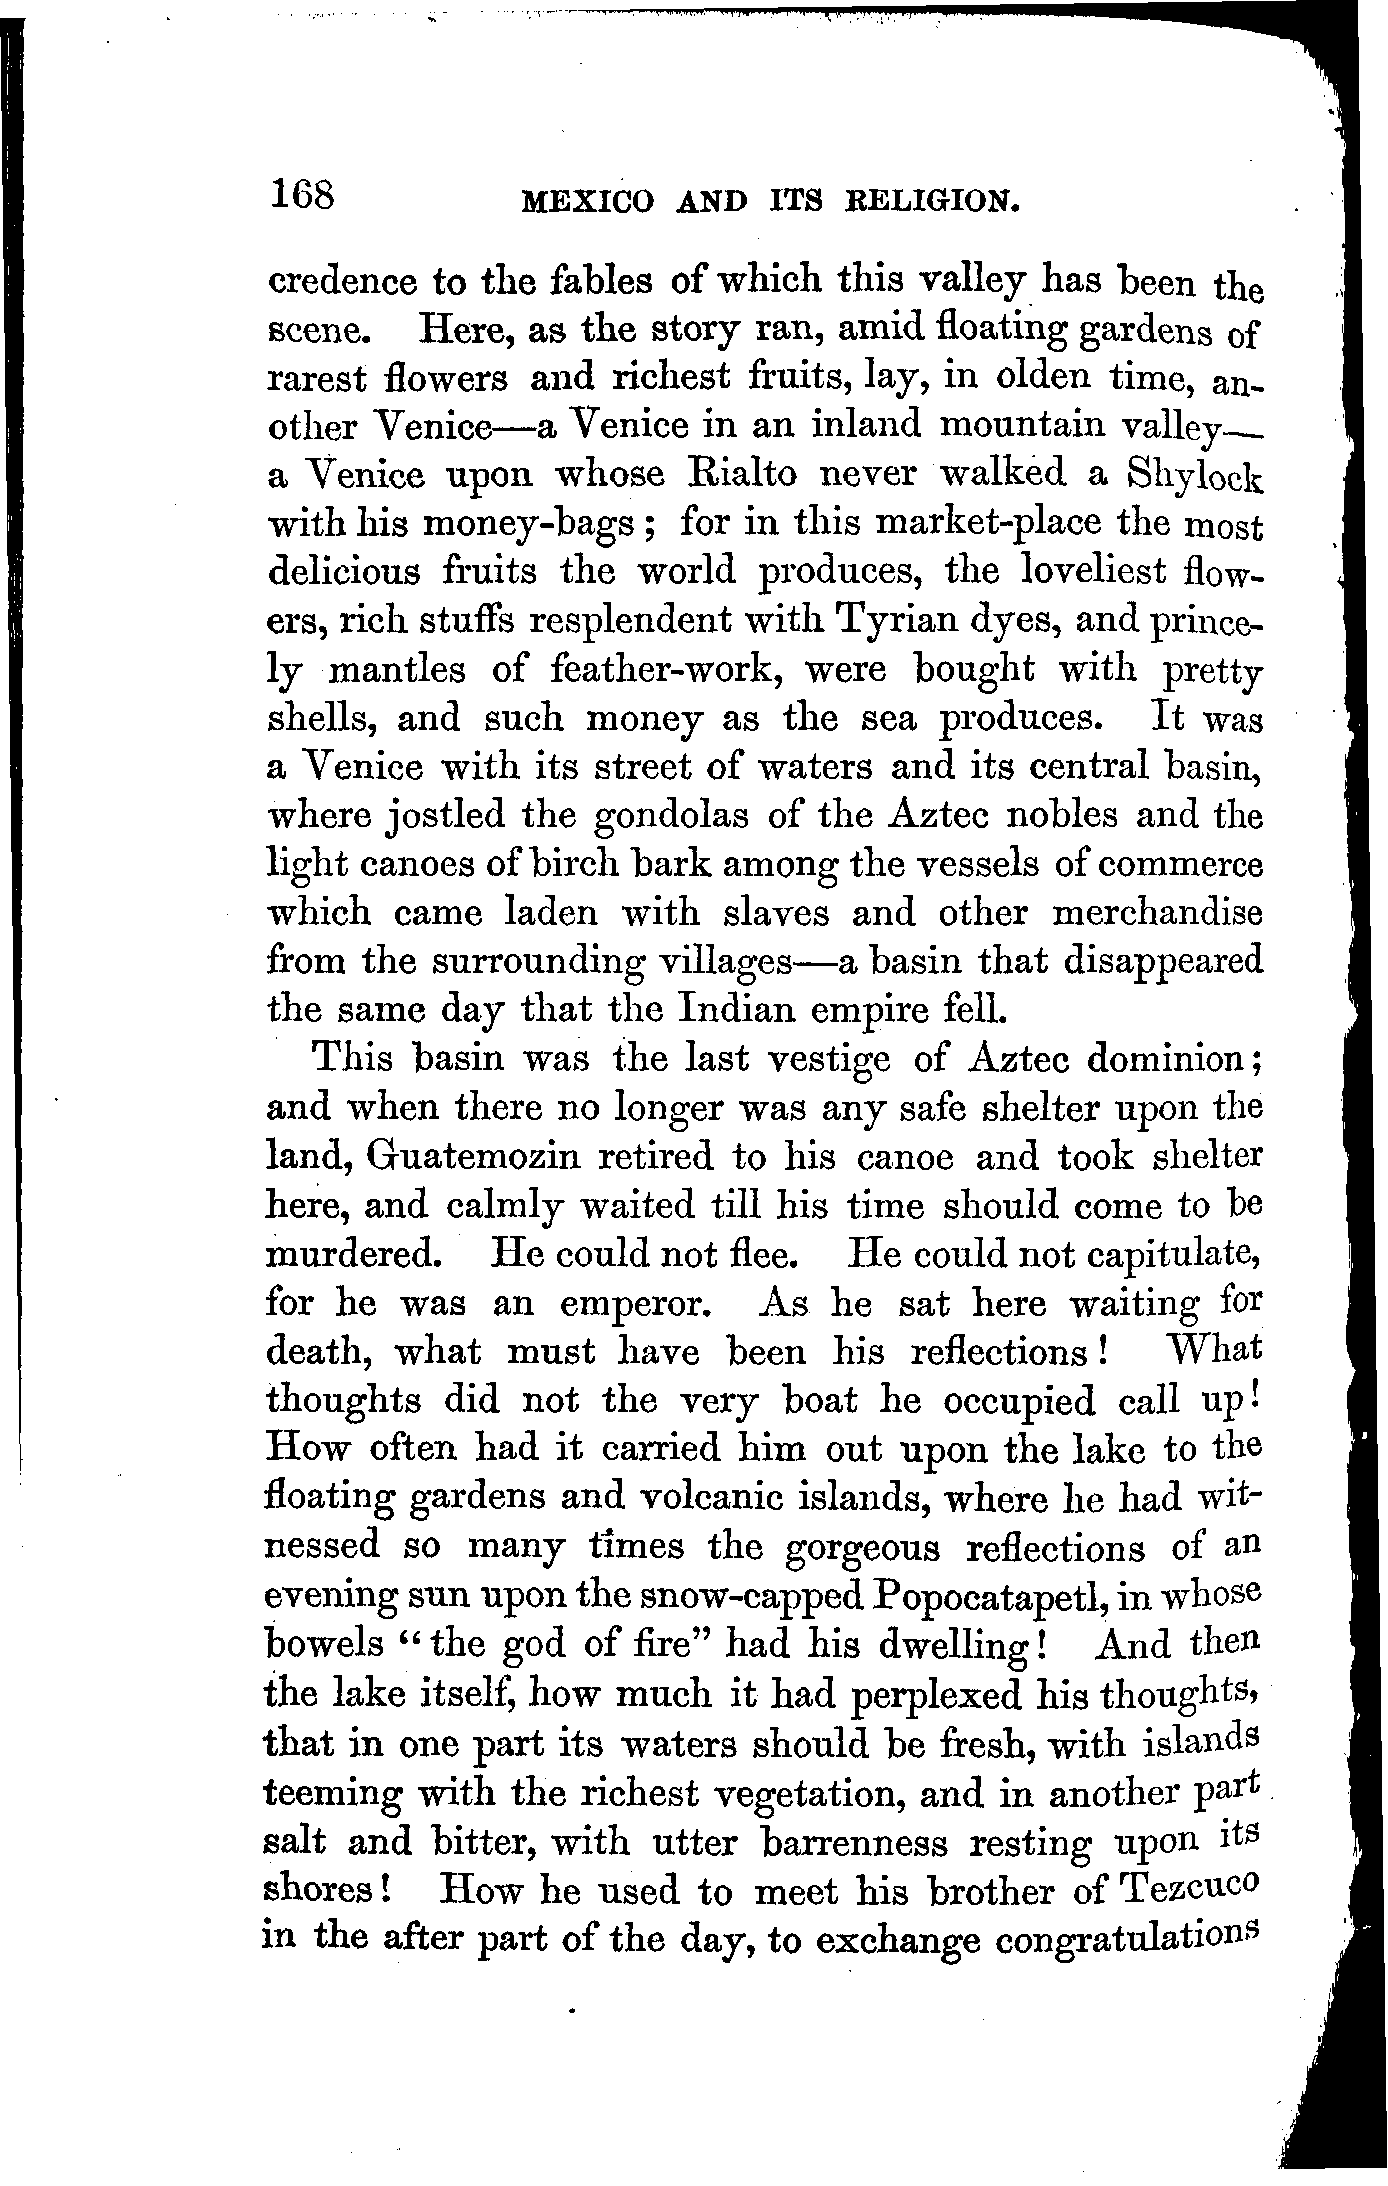 168 MEXICO AND ITS RELIGION.
credence to the fables of which this valley has been the
scene. Here, as the story ran, amid floating gardens of
rarest flowers and richest fruits, lay, in olden time, an-
other Venice—a Venice in an inland mountain valley—
a Venice upon whose Rialto never walked a Shylock
with his money-bags; for in this market-place the most
delicious fruits the world produces, the loveliest flow-
ers, rich stuffs resplendent with Tyrian dyes, and prince-
ly mantles of feather-work, were bought with pretty
shells, and such money as the sea produces. It was
a Venice with its street of waters and its central basin,
where jostled the gondolas of the Aztec nobles and the
light canoes of birch bark among the vessels of commerce
which came laden with slaves and other merchandise
from the surrounding villages—a basin that disappeared
the same day that the Indian empire fell.
This basin was the last vestige of Aztec dominion;
and when there no longer was any safe shelter upon the
land, Guatemozin retired to his canoe and took shelter
here, and calmly waited till his time should come to be
murdered. He could not flee. He could not capitulate,
for he was an emperor. As he sat here waiting for
death, what must have been his reflections! What
thoughts did not the very boat he occupied call up!
How often had it carried him out upon the lake to the
floating gardens and volcanic islands, where he had wit-
nessed so many times the gorgeous reflections of an
evening sun upon the snow-capped Popocatapetl, in whose
bowels "the god of fire" had his dwelling! And then
the lake itself, how much it had perplexed his thoughts,
that in one part its waters should be fresh, with islands
teeming with the richest vegetation, and in another part
salt and bitter, with utter barrenness resting upon its
shores! How he used to meet his brother of Tezcuco
in the after part of the day, to exchange congratulations